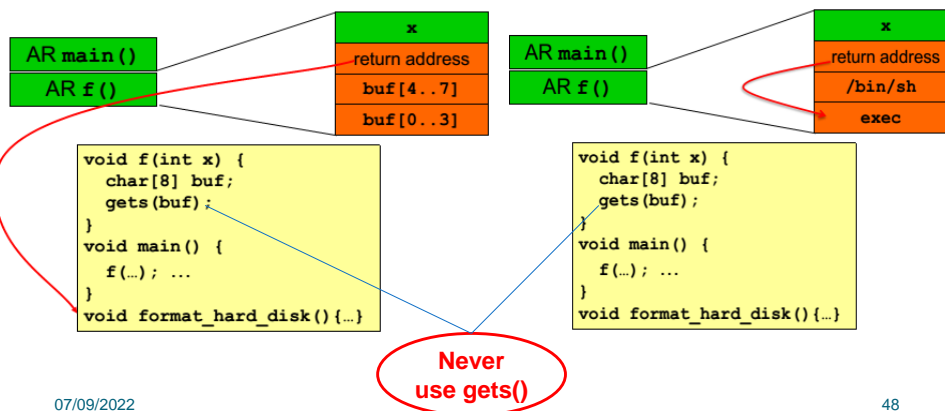 AR main()
AR f()
x
return address
buf[4..7]
buf[0..3]
void f(int x) {
char[8] buf;
gets(buf);
}
void main() {
f(…); ...
}
void format_hard_disk(){…}
AR main()
AR f()
x
return address
/bin/sh
exec
void f(int x) {
char[8] buf;
gets(buf);
}
void main() {
f(…); ...
}
void format_hard_disk(){…}
Never
use gets()
07/09/2022
48